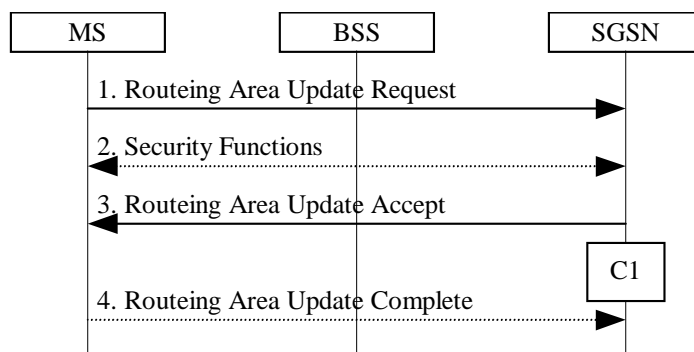 MS
BSS
SGSN
1. Routeing Area Update Request
2. Security Functions
3. Routeing Area Update Accept
C1
4. Routeing Area Update Complete